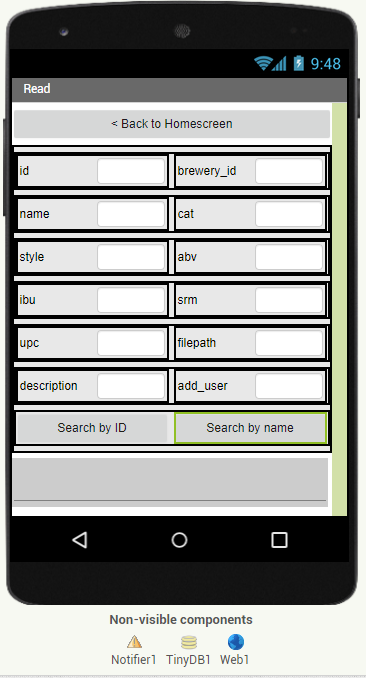 9:48
Read
< Back to Homescreen
id brewery_id
name cat
style abv
ibu srm
upc filepath
description add_user
Search by ID Search by name
Non-visible components
Notifier1 TinyDB1 Web1